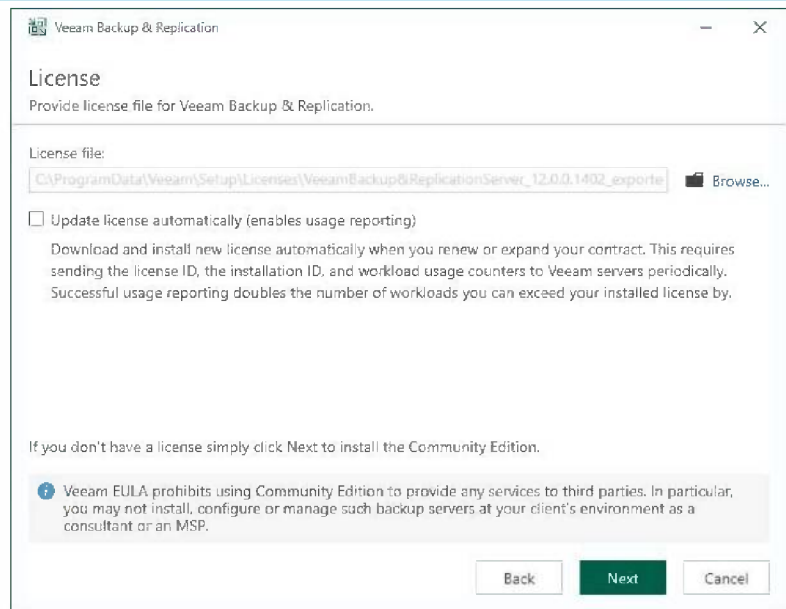 Veeam Backup & Replication
License
Provide license file for Veeam Backup & Replication.
License file:
C:\ProgramData\Veeam\Setup\Licenses\VeeamBackup&ReplicationServer_12.0.0.1402_exporte
Browse...
Update license automatically (enables usage reporting)
Download and install new license automatically when you renew or expand your contract. This requires
sending the license ID, the installation ID, and workload usage counters to Veeam servers periodically.
Successful usage reporting doubles the number of workloads you can exceed your installed license by.
If you don't have a license simply click Next to install the Community Edition.
Veeam EULA prohibits using Community Edition to provide any services to third parties. In particular,
you may not install, configure or manage such backup servers at your client's environment as a
consultant or an MSP.
Back
Next
Cancel